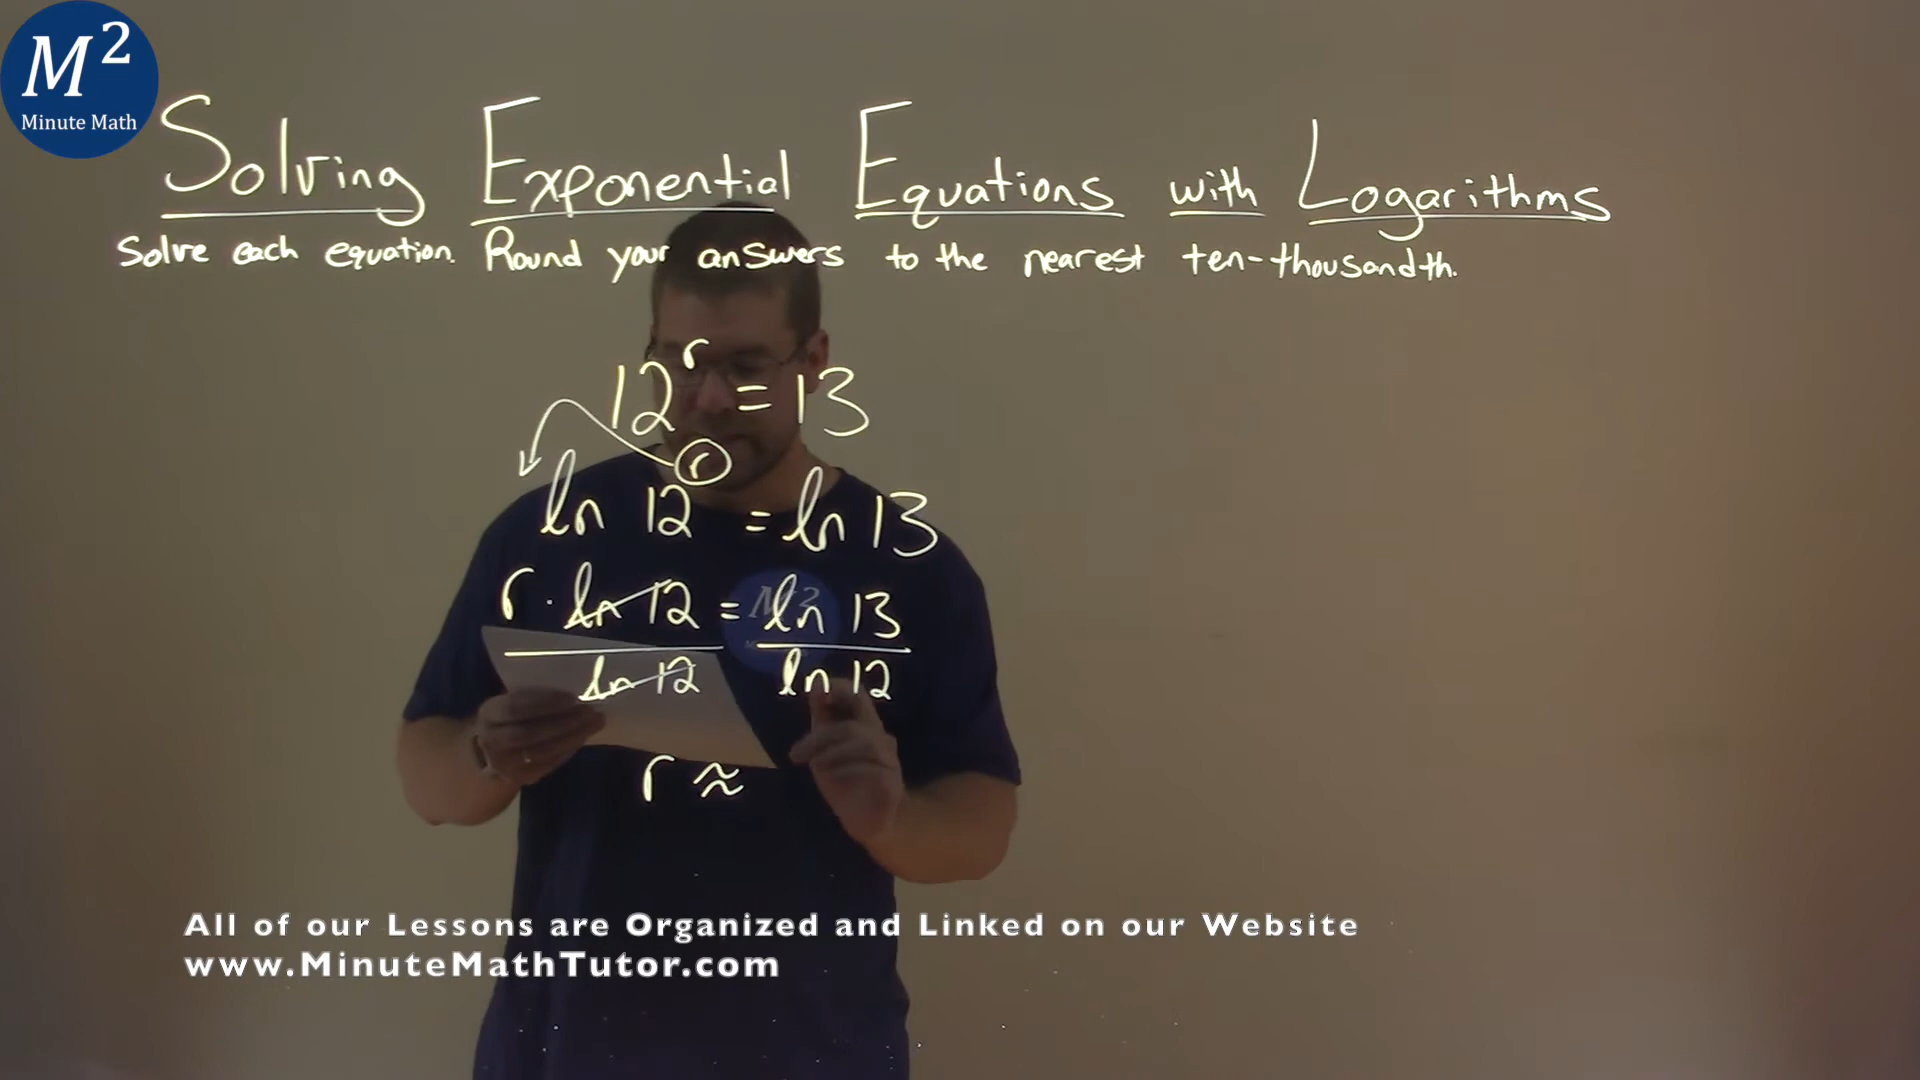 M²
Minute Math
Solving Exponential Equations with Logarithms
Solve each equation. Round your answers to the nearest ten-thousandth.
12^r = 13
ln 12^r = ln 13
r · ln 12 = ln 13
ln 12 ln 12
r ≈
All of our Lessons are Organized and Linked on our Website
www.MinuteMathTutor.com